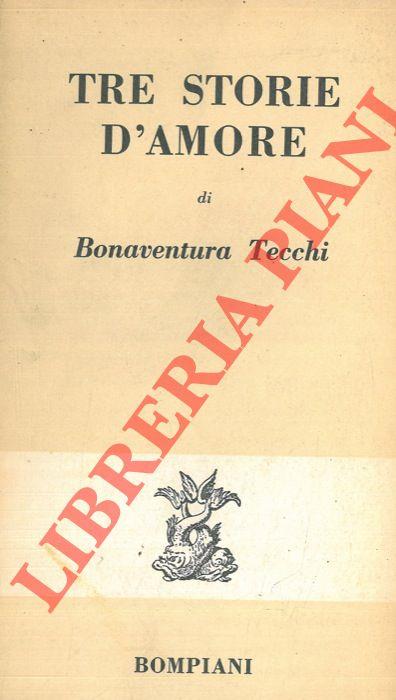 TRE STORIE
D'AMORE
di
Bonaventura Tecchi
LIBRERIA PIANI
BOMPIANI